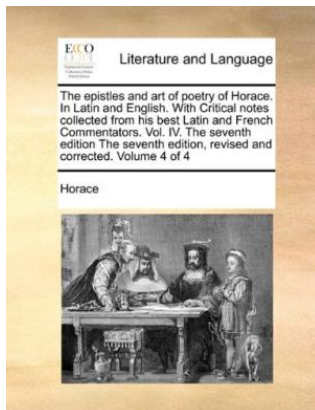 ECCO
Literature and Language
The epistles and art of poetry of Horace.
In Latin and English. With Critical notes
collected from his best Latin and French
Commentators. Vol. IV. The seventh
edition The seventh edition, revised and
corrected. Volume 4 of 4
Horace